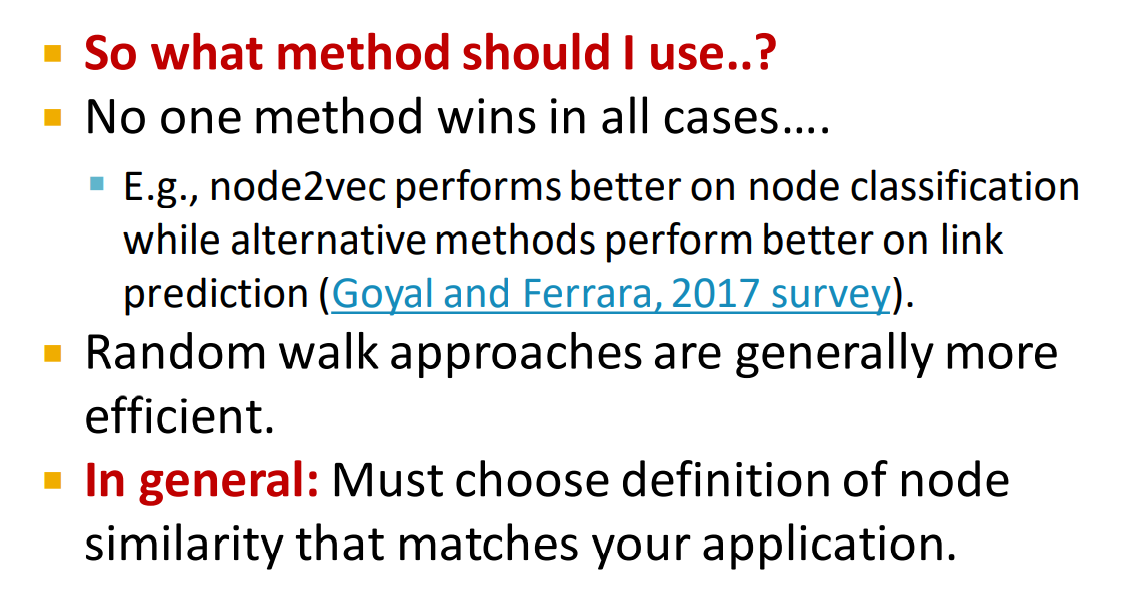 So what method should I use..?
No one method wins in all cases….
E.g., node2vec performs better on node classification
while alternative methods perform better on link
prediction (Goyal and Ferrara, 2017 survey).
Random walk approaches are generally more
efficient.
In general: Must choose definition of node
similarity that matches your application.